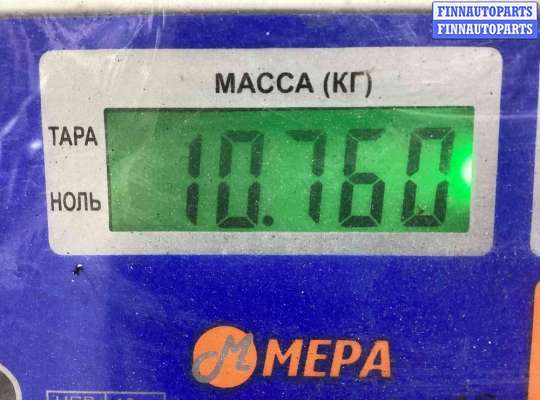 FINNAUTOPARTS
FINNAUTOPARTS
МАССА (КГ)
ТАРА
10.760
НОЛЬ
МЕРА